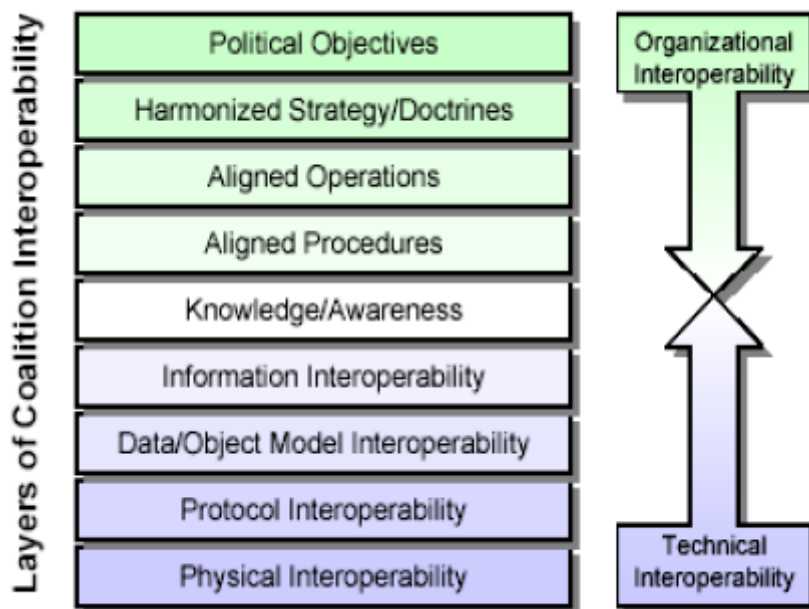 Layers of Coalition Interoperability
Political Objectives
Harmonized Strategy/Doctrines
Aligned Operations
Aligned Procedures
Knowledge/Awareness
Information Interoperability
Data/Object Model Interoperability
Protocol Interoperability
Physical Interoperability
Organizational
Interoperability
Technical
Interoperability